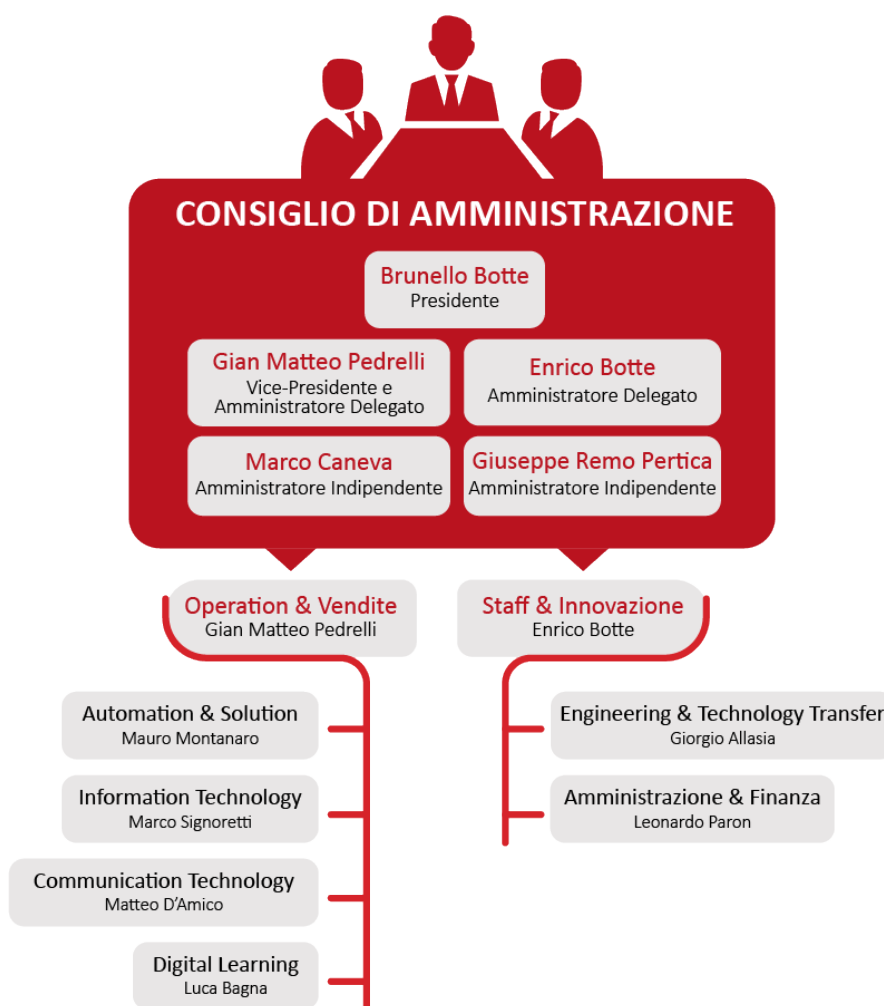 CONSIGLIO DI AMMINISTRAZIONE
Brunello Botte
Presidente
Gian Matteo Pedrelli
Vice-Presidente e
Amministratore Delegato
Enrico Botte
Amministratore Delegato
Marco Caneva
Amministratore Indipendente
Giuseppe Remo Pertica
Amministratore Indipendente
Operation & Vendite
Gian Matteo Pedrelli
Staff & Innovazione
Enrico Botte
Automation & Solution
Mauro Montanaro
Information Technology
Marco Signoretti
Communication Technology
Matteo D’Amico
Digital Learning
Luca Bagna
Engineering & Technology Transfer
Giorgio Allasia
Amministrazione & Finanza
Leonardo Paron